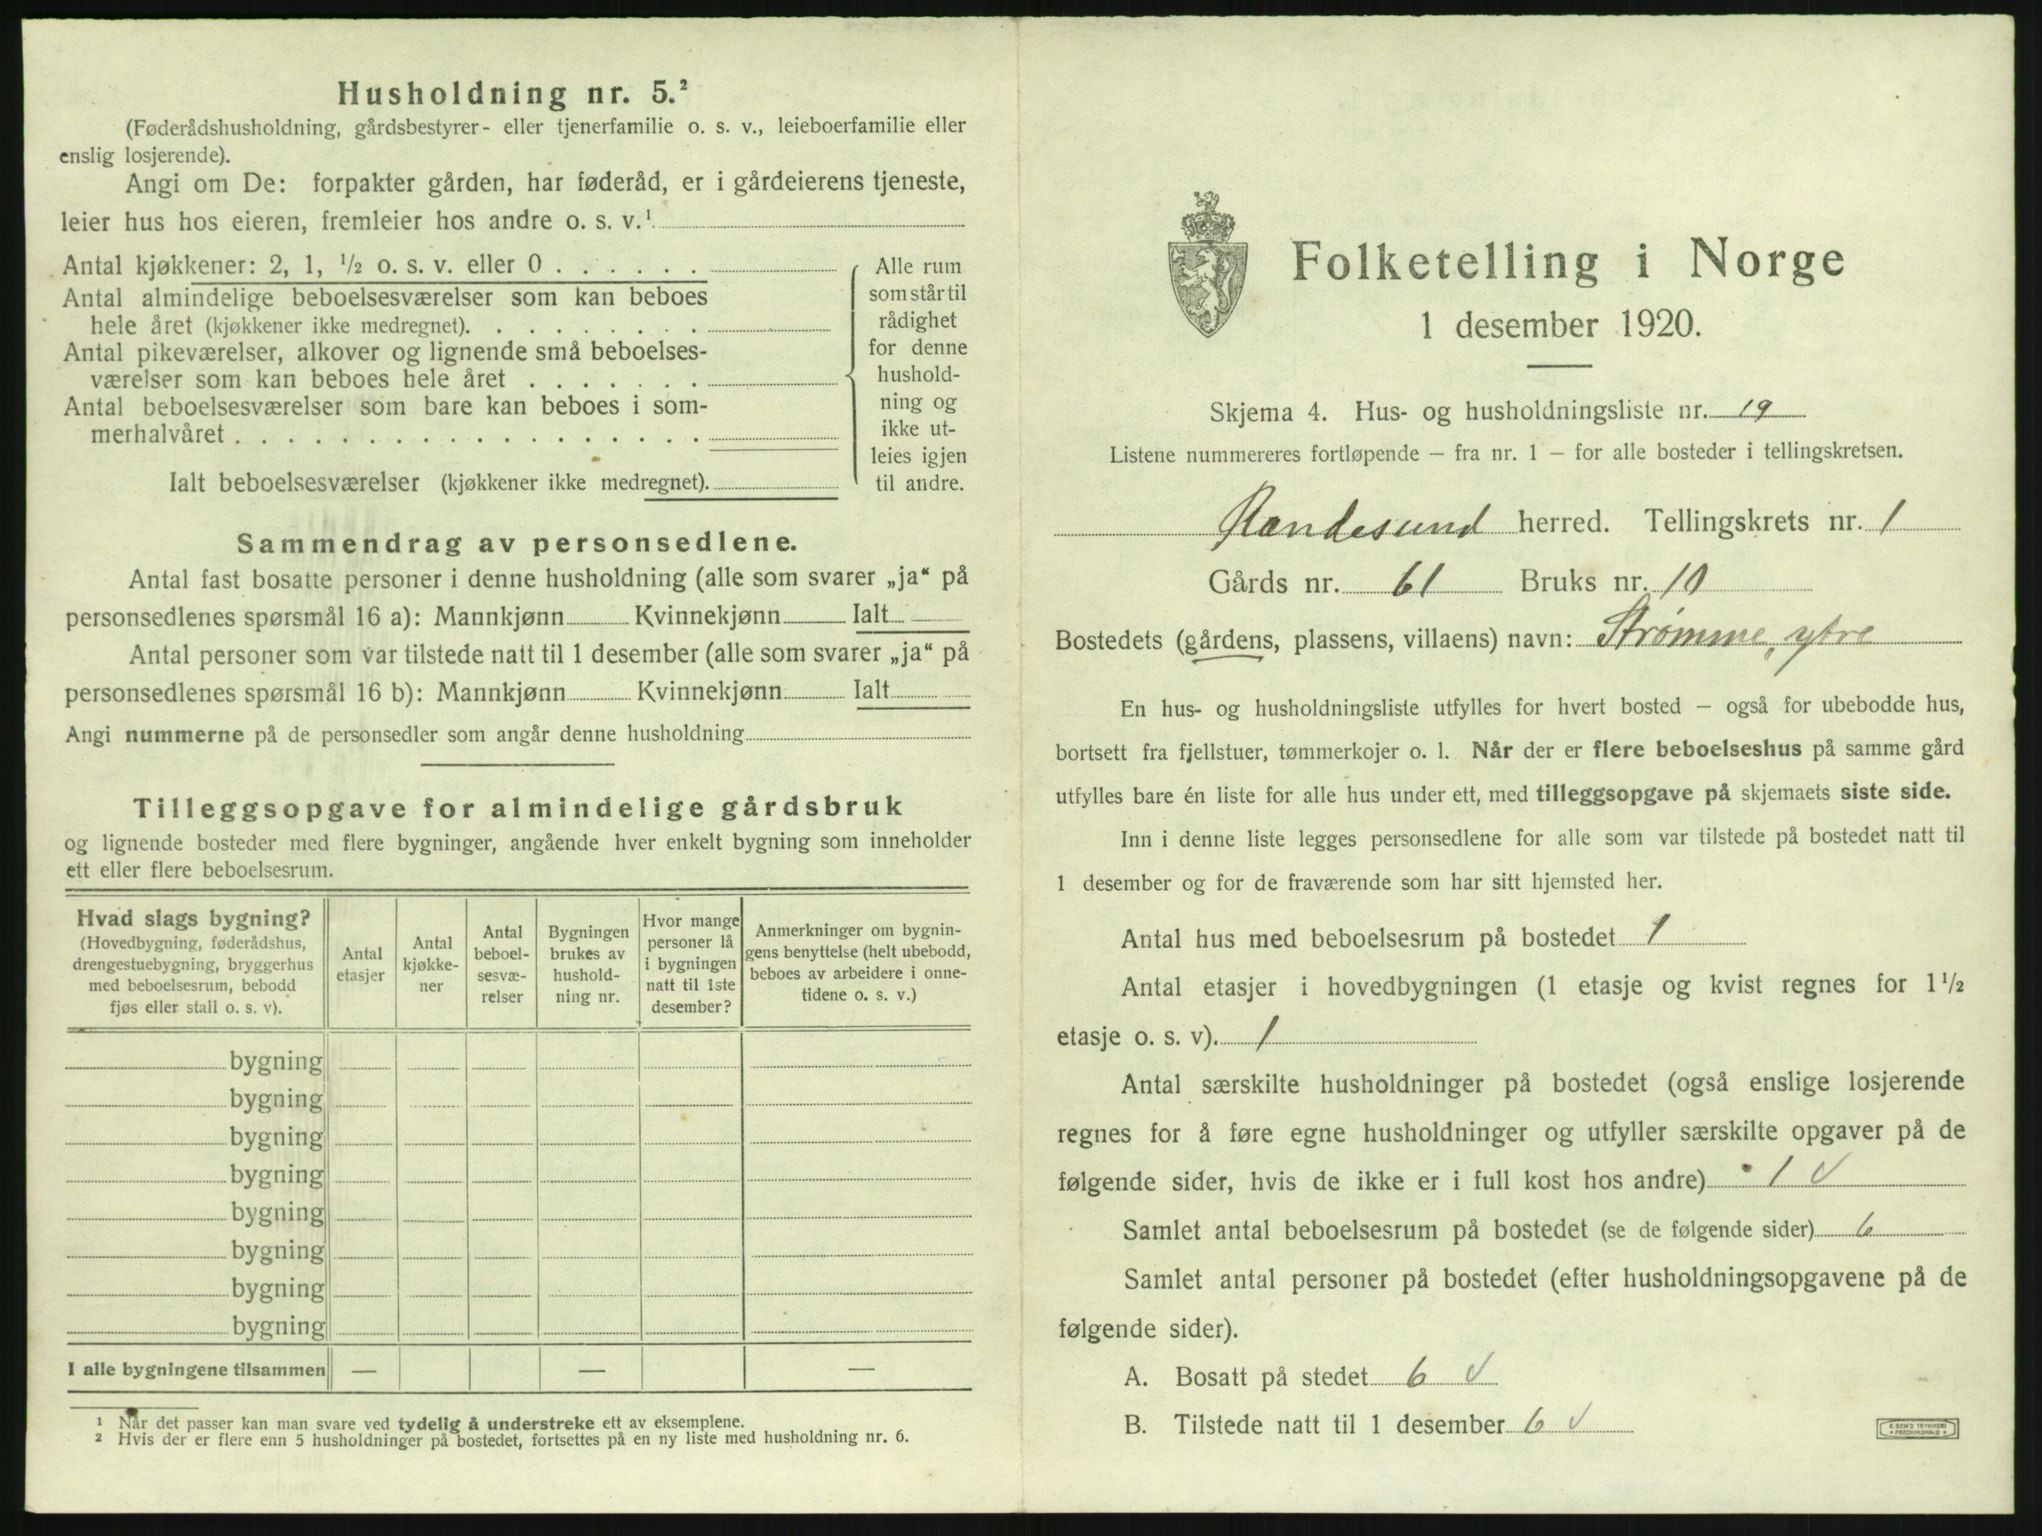 Husholdning nr. 5.²
(Føderådshusholdning, gårdsbestyrer- eller tjenerfamilie o. s. v., leieboerfamilie eller
enslig losjerende).
Angi om De: forpakter gården, har føderåd, er i gårdeierens tjeneste,
leier hus hos eieren, fremleier hos andre o. s. v.¹
Antal kjøkkener: 2, 1, ½ o. s. v. eller 0 . . . . . .
Antal almindelige beboelsesværelser som kan beboes
hele året (kjøkkener ikke medregnet). . . . . . . . .
Antal pikeværelser, alkover og lignende små beboelses-
værelser som kan beboes hele året . . . . . . .
Antal beboelsesværelser som bare kan beboes i som-
merhalvåret . . . . . . . . . . . . . . . . . .
Ialt beboelsesværelser (kjøkkener ikke medregnet).
Alle rum
som står til
rådighet
for denne
hushold-
ning og
ikke ut-
leies igjen
til andre.
Sammendrag av personsedlene.
Antal fast bosatte personer i denne husholdning (alle som svarer „ja“ på
personsedlenes spørsmål 16 a): Mannkjønn Kvinnekjønn Ialt
Antal personer som var tilstede natt til 1 desember (alle som svarer „ja“ på
personsedlenes spørsmål 16 b): Mannkjønn Kvinnekjønn Ialt
Angi nummerne på de personsedler som angår denne husholdning
Tilleggsopgave for almindelige gårdsbruk
og lignende bosteder med flere bygninger, angående hver enkelt bygning som inneholder
ett eller flere beboelsesrum.
Hvad slags bygning?
(Hovedbygning, føderådshus,
drengestuebygning, bryggerhus
med beboelsesrum, bebodd
fjøs eller stall o. s. v).
Antal
etasjer
Antal
kjøkke-
ner
Antal
beboel-
sesvæ-
relser
Bygningen
brukes av
hushold-
ning nr.
Hvor mange
personer lå
i bygningen
natt til 1ste
desember?
Anmerkninger om bygnin-
gens benyttelse (helt ubebodd,
beboes av arbeidere i onne-
tidene o. s. v.)
bygning
bygning
bygning
bygning
bygning
bygning
bygning
bygning
I alle bygningene tilsammen — — —
¹ Når det passer kan man svare ved tydelig å understreke ett av eksemplene.
² Hvis der er flere enn 5 husholdninger på bostedet, fortsettes på en ny liste med husholdning nr. 6.
Folketelling i Norge
1 desember 1920.
Skjema 4. Hus- og husholdningsliste nr. 19
Listene nummereres fortløpende – fra nr. 1 – for alle bosteder i tellingskretsen.
Randesund herred. Tellingskrets nr. 1
Gårds nr. 61 Bruks nr. 10
Bostedets (gårdens, plassens, villaens) navn: Strømme, ytre
En hus- og husholdningsliste utfylles for hvert bosted – også for ubebodde hus,
bortsett fra fjellstuer, tømmerkojer o. l. Når der er flere beboelseshus på samme gård
utfylles bare én liste for alle hus under ett, med tilleggsopgave på skjemaets siste side.
Inn i denne liste legges personsedlene for alle som var tilstede på bostedet natt til
1 desember og for de fraværende som har sitt hjemsted her.
Antal hus med beboelsesrum på bostedet 1
Antal etasjer i hovedbygningen (1 etasje og kvist regnes for 1½
etasje o. s. v). 1
Antal særskilte husholdninger på bostedet (også enslige losjerende
regnes for å føre egne husholdninger og utfyller særskilte opgaver på de
følgende sider, hvis de ikke er i full kost hos andre) 1 √
Samlet antal beboelsesrum på bostedet (se de følgende sider) 6
Samlet antal personer på bostedet (efter husholdningsopgavene på de
følgende sider).
A. Bosatt på stedet 6 √
B. Tilstede natt til 1 desember 6 √
E. SEM'S TRYKKERI
• FREDRIKSHALD •